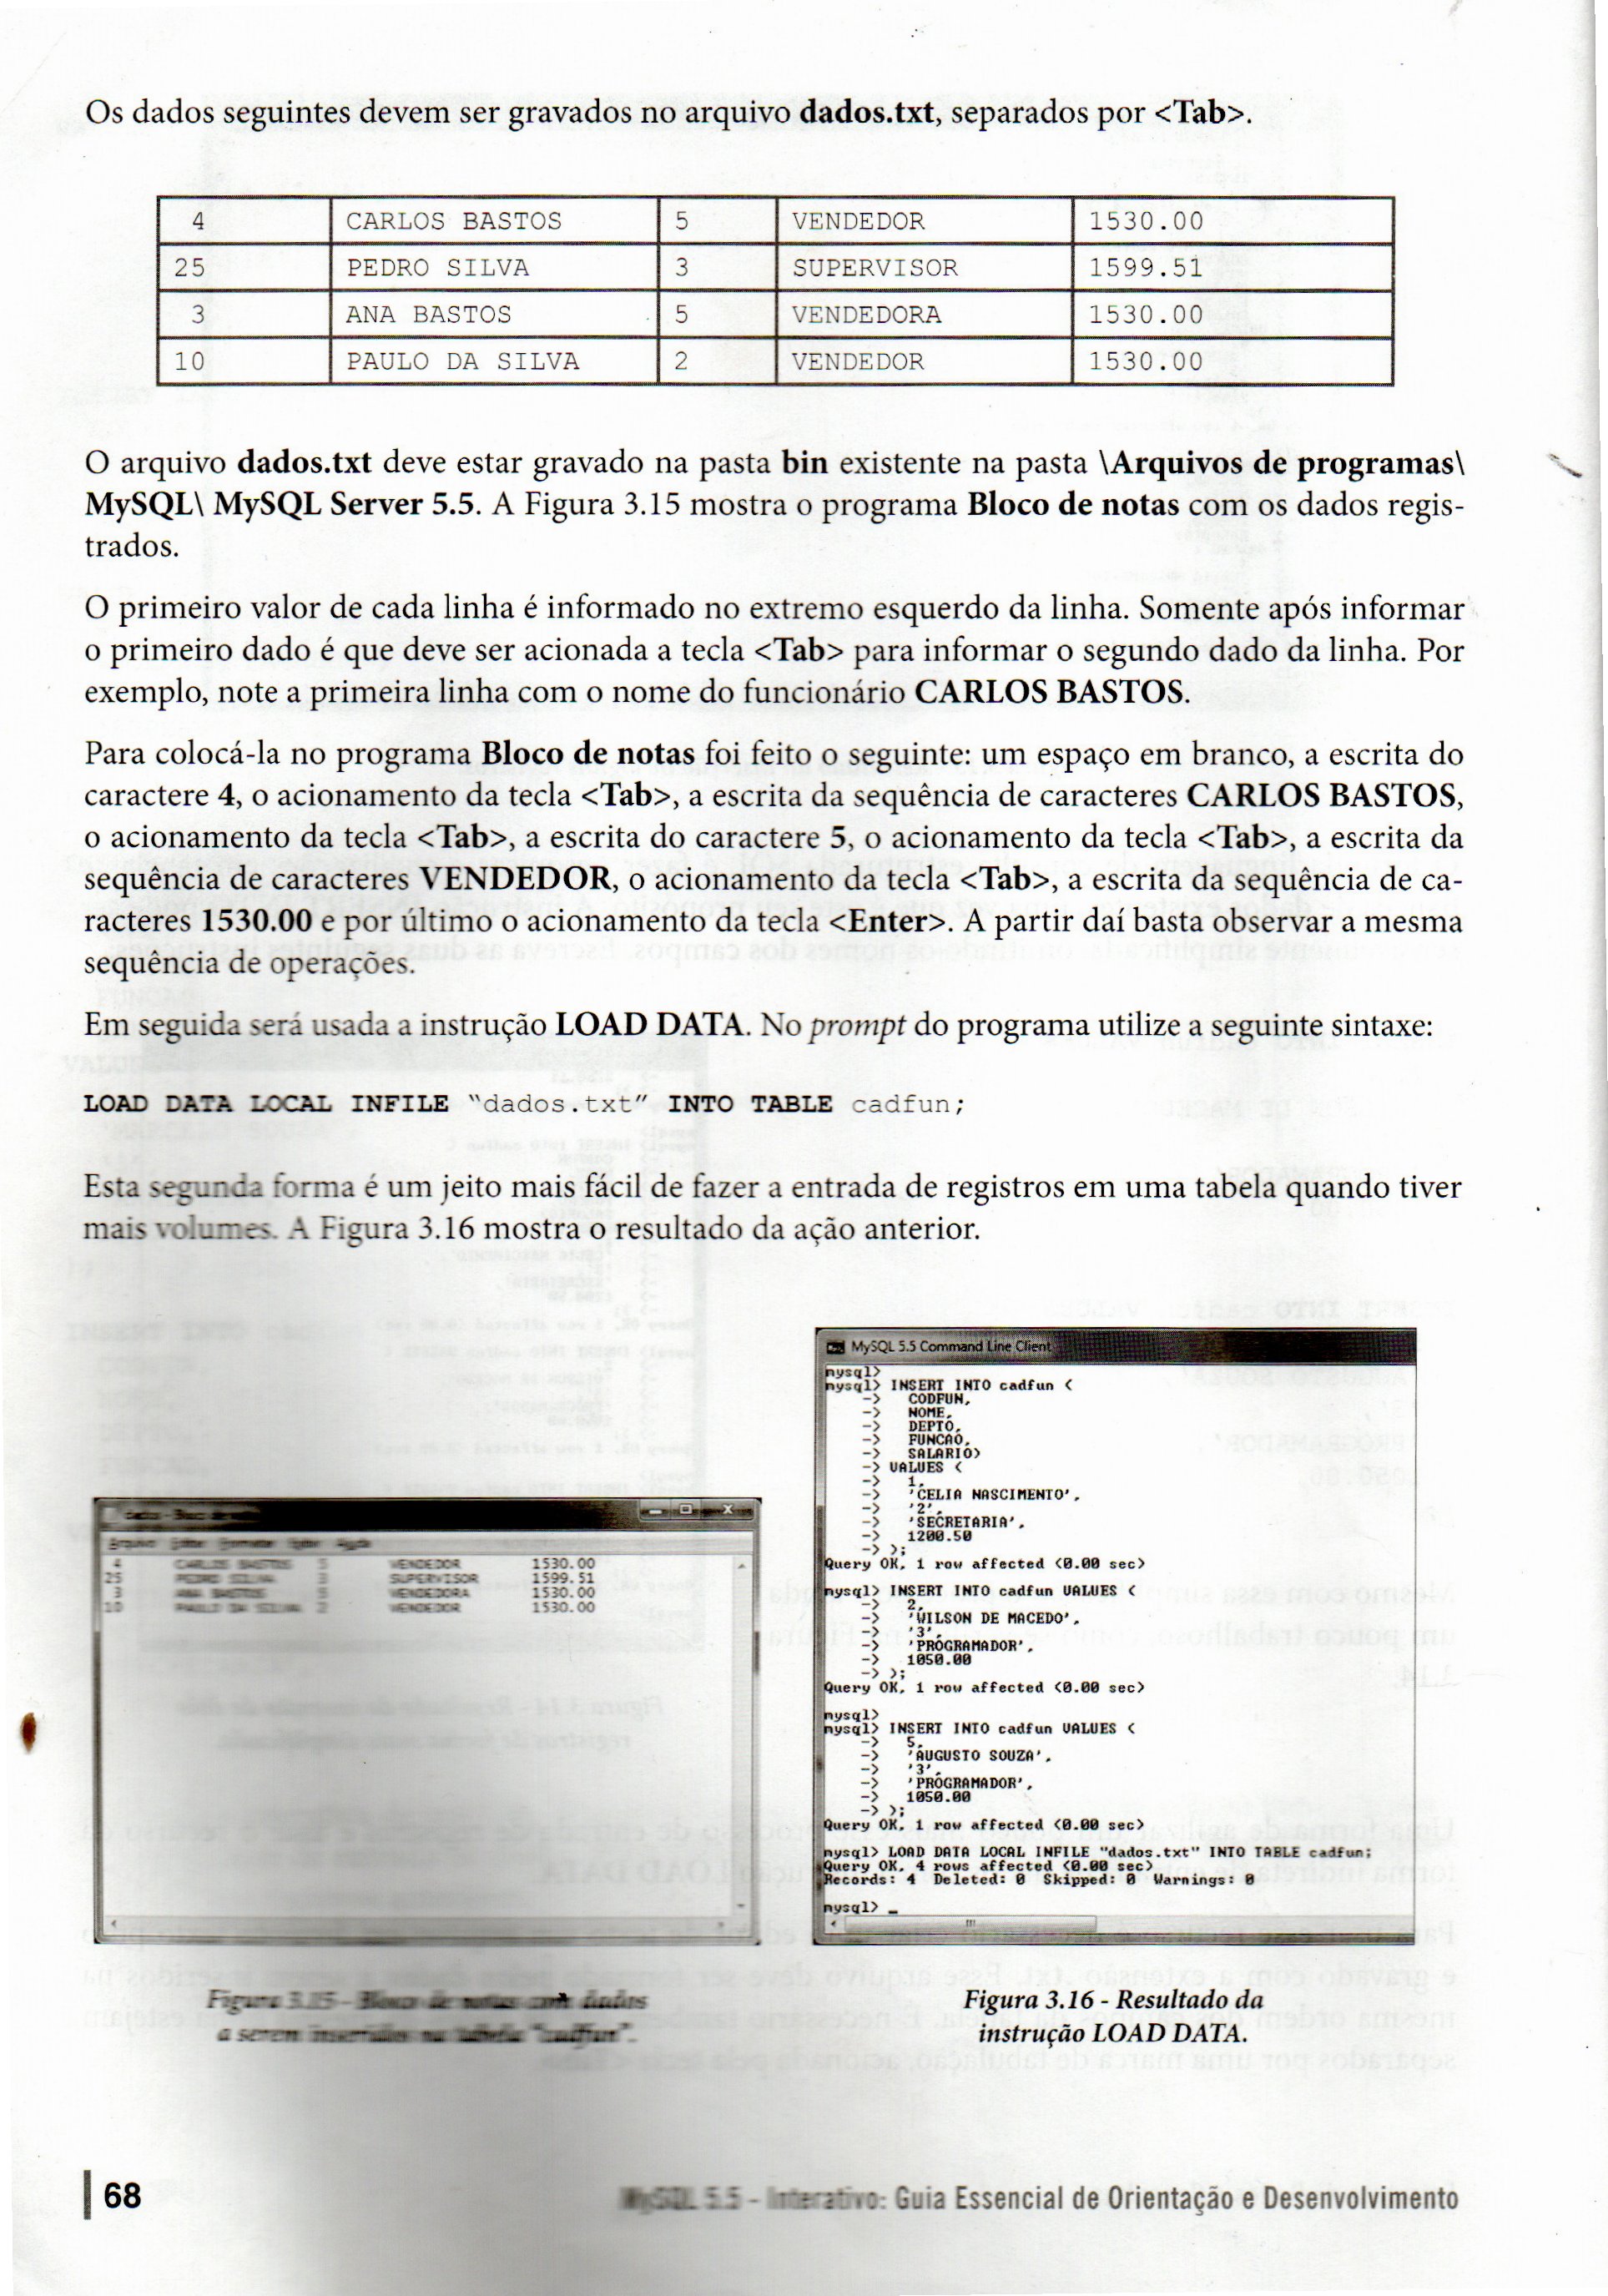 Os dados seguintes devem ser gravados no arquivo dados.txt, separados por <Tab>.
4 CARLOS BASTOS 5 VENDEDOR 1530.00
25 PEDRO SILVA 3 SUPERVISOR 1599.51
3 ANA BASTOS 5 VENDEDORA 1530.00
10 PAULO DA SILVA 2 VENDEDOR 1530.00
O arquivo dados.txt deve estar gravado na pasta bin existente na pasta \Arquivos de programas\
MySQL\ MySQL Server 5.5. A Figura 3.15 mostra o programa Bloco de notas com os dados regis-
trados.
O primeiro valor de cada linha é informado no extremo esquerdo da linha. Somente após informar
o primeiro dado é que deve ser acionada a tecla <Tab> para informar o segundo dado da linha. Por
exemplo, note a primeira linha com o nome do funcionário CARLOS BASTOS.
Para colocá-la no programa Bloco de notas foi feito o seguinte: um espaço em branco, a escrita do
caractere 4, o acionamento da tecla <Tab>, a escrita da sequência de caracteres CARLOS BASTOS,
o acionamento da tecla <Tab>, a escrita do caractere 5, o acionamento da tecla <Tab>, a escrita da
sequência de caracteres VENDEDOR, o acionamento da tecla <Tab>, a escrita da sequência de ca-
racteres 1530.00 e por último o acionamento da tecla <Enter>. A partir daí basta observar a mesma
sequência de operações.
Em seguida será usada a instrução LOAD DATA. No prompt do programa utilize a seguinte sintaxe:
LOAD DATA LOCAL INFILE "dados.txt" INTO TABLE cadfun;
Esta segunda forma é um jeito mais fácil de fazer a entrada de registros em uma tabela quando tiver
mais volumes. A Figura 3.16 mostra o resultado da ação anterior.
4 CARLOS BASTOS 5 VENDEDOR 1530.00
25 PEDRO SILVA 3 SUPERVISOR 1599.51
3 ANA BASTOS 5 VENDEDORA 1530.00
10 PAULO DA SILVA 2 VENDEDOR 1530.00
Figura 3.15 - Bloco de notas com dados
a serem inseridos na tabela "cadfun".
MySQL 5.5 Command Line Client
mysql>
mysql> INSERT INTO cadfun (
-> CODFUN,
-> NOME,
-> DEPTO,
-> FUNCAO,
-> SALARIO)
-> VALUES (
-> 1,
-> 'CELIA NASCIMENTO',
-> '2',
-> 'SECRETARIA',
-> 1200.50
-> );
Query OK, 1 row affected (0.00 sec)
mysql> INSERT INTO cadfun VALUES (
-> 2,
-> 'WILSON DE MACEDO',
-> '3',
-> 'PROGRAMADOR',
-> 1050.00
-> );
Query OK, 1 row affected (0.00 sec)
mysql>
mysql> INSERT INTO cadfun VALUES (
-> 5,
-> 'AUGUSTO SOUZA',
-> '3',
-> 'PROGRAMADOR',
-> 1050.00
-> );
Query OK, 1 row affected (0.00 sec)
mysql> LOAD DATA LOCAL INFILE "dados.txt" INTO TABLE cadfun;
Query OK, 4 rows affected (0.00 sec)
Records: 4 Deleted: 0 Skipped: 0 Warnings: 0
mysql> _
Figura 3.16 - Resultado da
instrução LOAD DATA.
68
MySQL 5.5 - Interativo: Guia Essencial de Orientação e Desenvolvimento